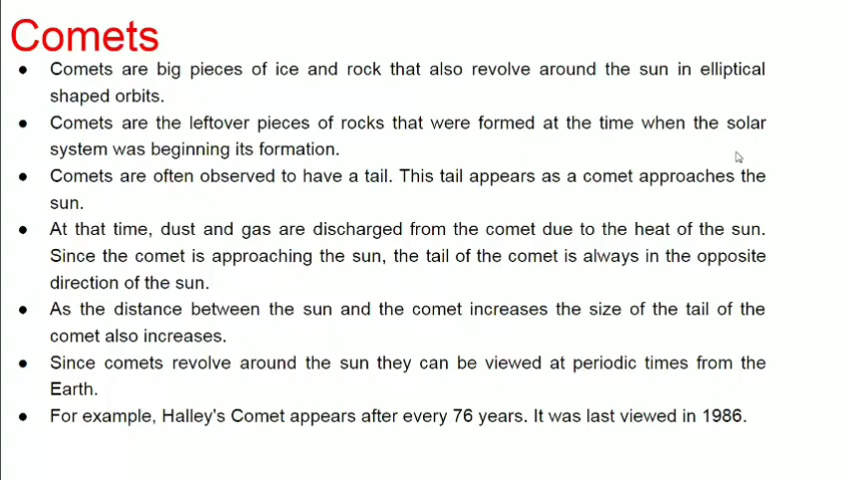 Comets
● Comets are big pieces of ice and rock that also revolve around the sun in elliptical
shaped orbits.
● Comets are the leftover pieces of rocks that were formed at the time when the solar
system was beginning its formation.
● Comets are often observed to have a tail. This tail appears as a comet approaches the
sun.
● At that time, dust and gas are discharged from the comet due to the heat of the sun.
Since the comet is approaching the sun, the tail of the comet is always in the opposite
direction of the sun.
● As the distance between the sun and the comet increases the size of the tail of the
comet also increases.
● Since comets revolve around the sun they can be viewed at periodic times from the
Earth.
● For example, Halley's Comet appears after every 76 years. It was last viewed in 1986.